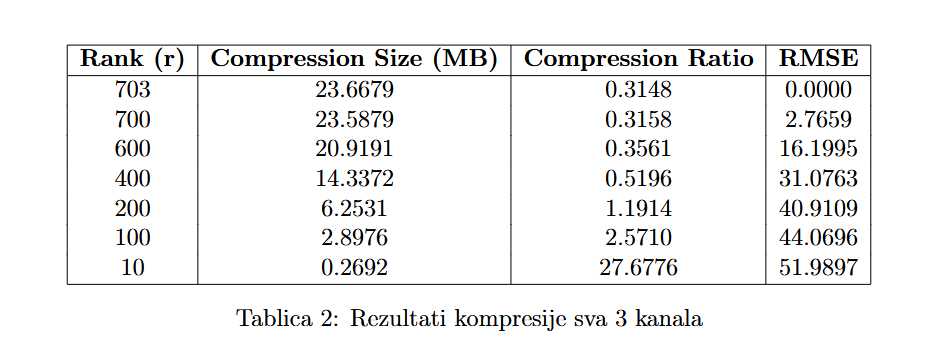 Rank (r) Compression Size (MB) Compression Ratio RMSE
703 23.6679 0.3148 0.0000
700 23.5879 0.3158 2.7659
600 20.9191 0.3561 16.1995
400 14.3372 0.5196 31.0763
200 6.2531 1.1914 40.9109
100 2.8976 2.5710 44.0696
10 0.2692 27.6776 51.9897
Tablica 2: Rezultati kompresije sva 3 kanala